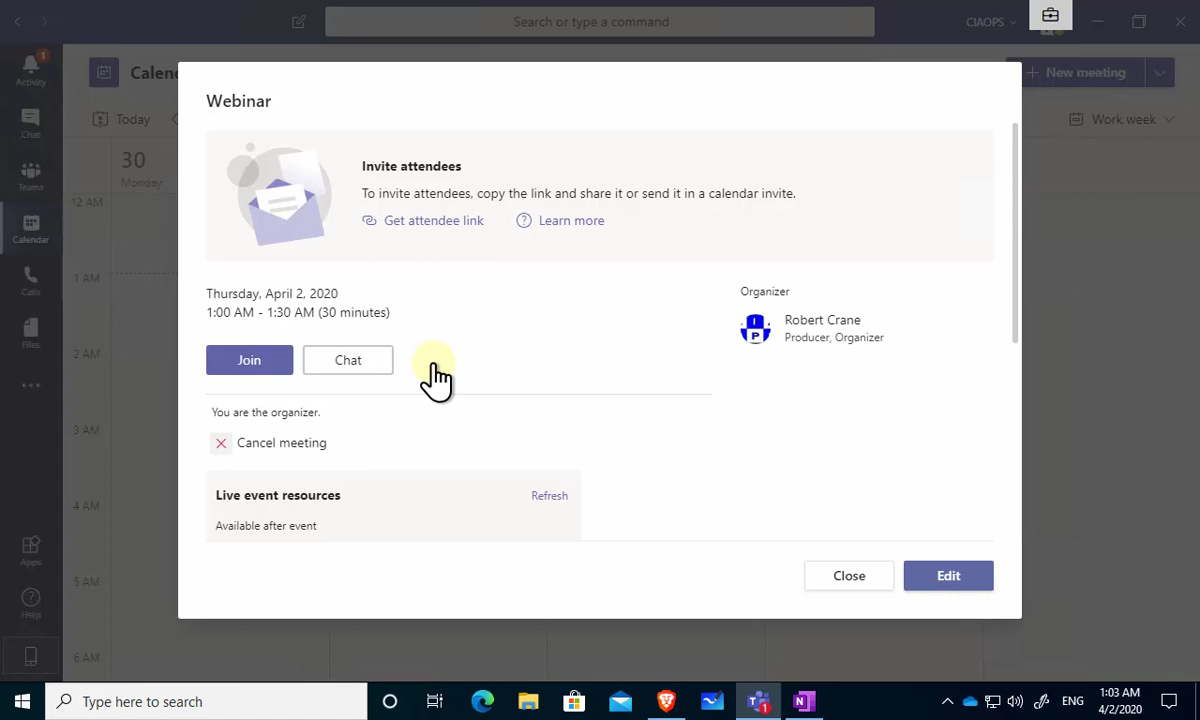 Search or type a command
CIAOPS
Activity
Chat
Teams
Calendar
Calls
Files
Apps
Help
Calen
New meeting
Today
Work week
30
Monday
12 AM
1 AM
2 AM
3 AM
4 AM
5 AM
6 AM
Webinar
Invite attendees
To invite attendees, copy the link and share it or send it in a calendar invite.
Get attendee link
Learn more
Thursday, April 2, 2020
1:00 AM - 1:30 AM (30 minutes)
Organizer
Robert Crane
Producer, Organizer
Join
Chat
You are the organizer.
Cancel meeting
Live event resources
Refresh
Available after event
Close
Edit
Type here to search
ENG
1:03 AM
4/2/2020